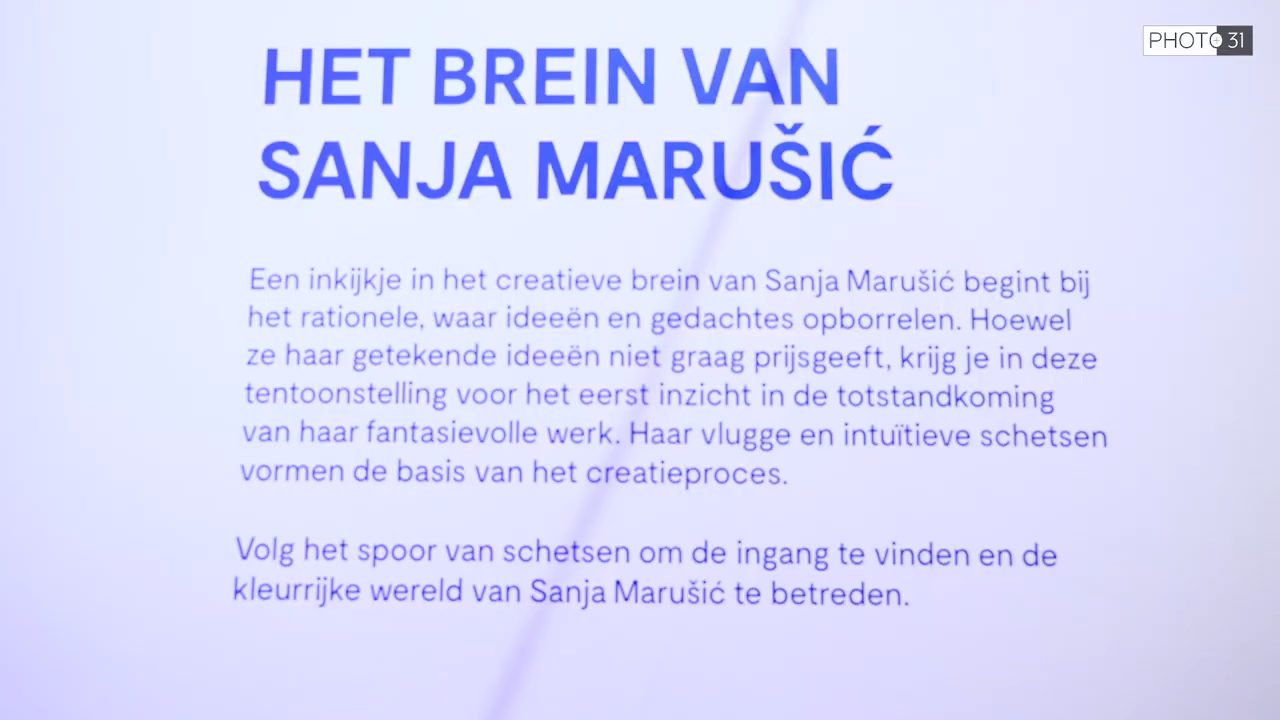 PHOTO 31
HET BREIN VAN
SANJA MARUŠIĆ
Een inkijkje in het creatieve brein van Sanja Marušić begint bij
het rationele, waar ideeën en gedachtes opborrelen. Hoewel
ze haar getekende ideeën niet graag prijsgeeft, krijg je in deze
tentoonstelling voor het eerst inzicht in de totstandkoming
van haar fantasievolle werk. Haar vlugge en intuïtieve schetsen
vormen de basis van het creatieproces.
Volg het spoor van schetsen om de ingang te vinden en de
kleurrijke wereld van Sanja Marušić te betreden.